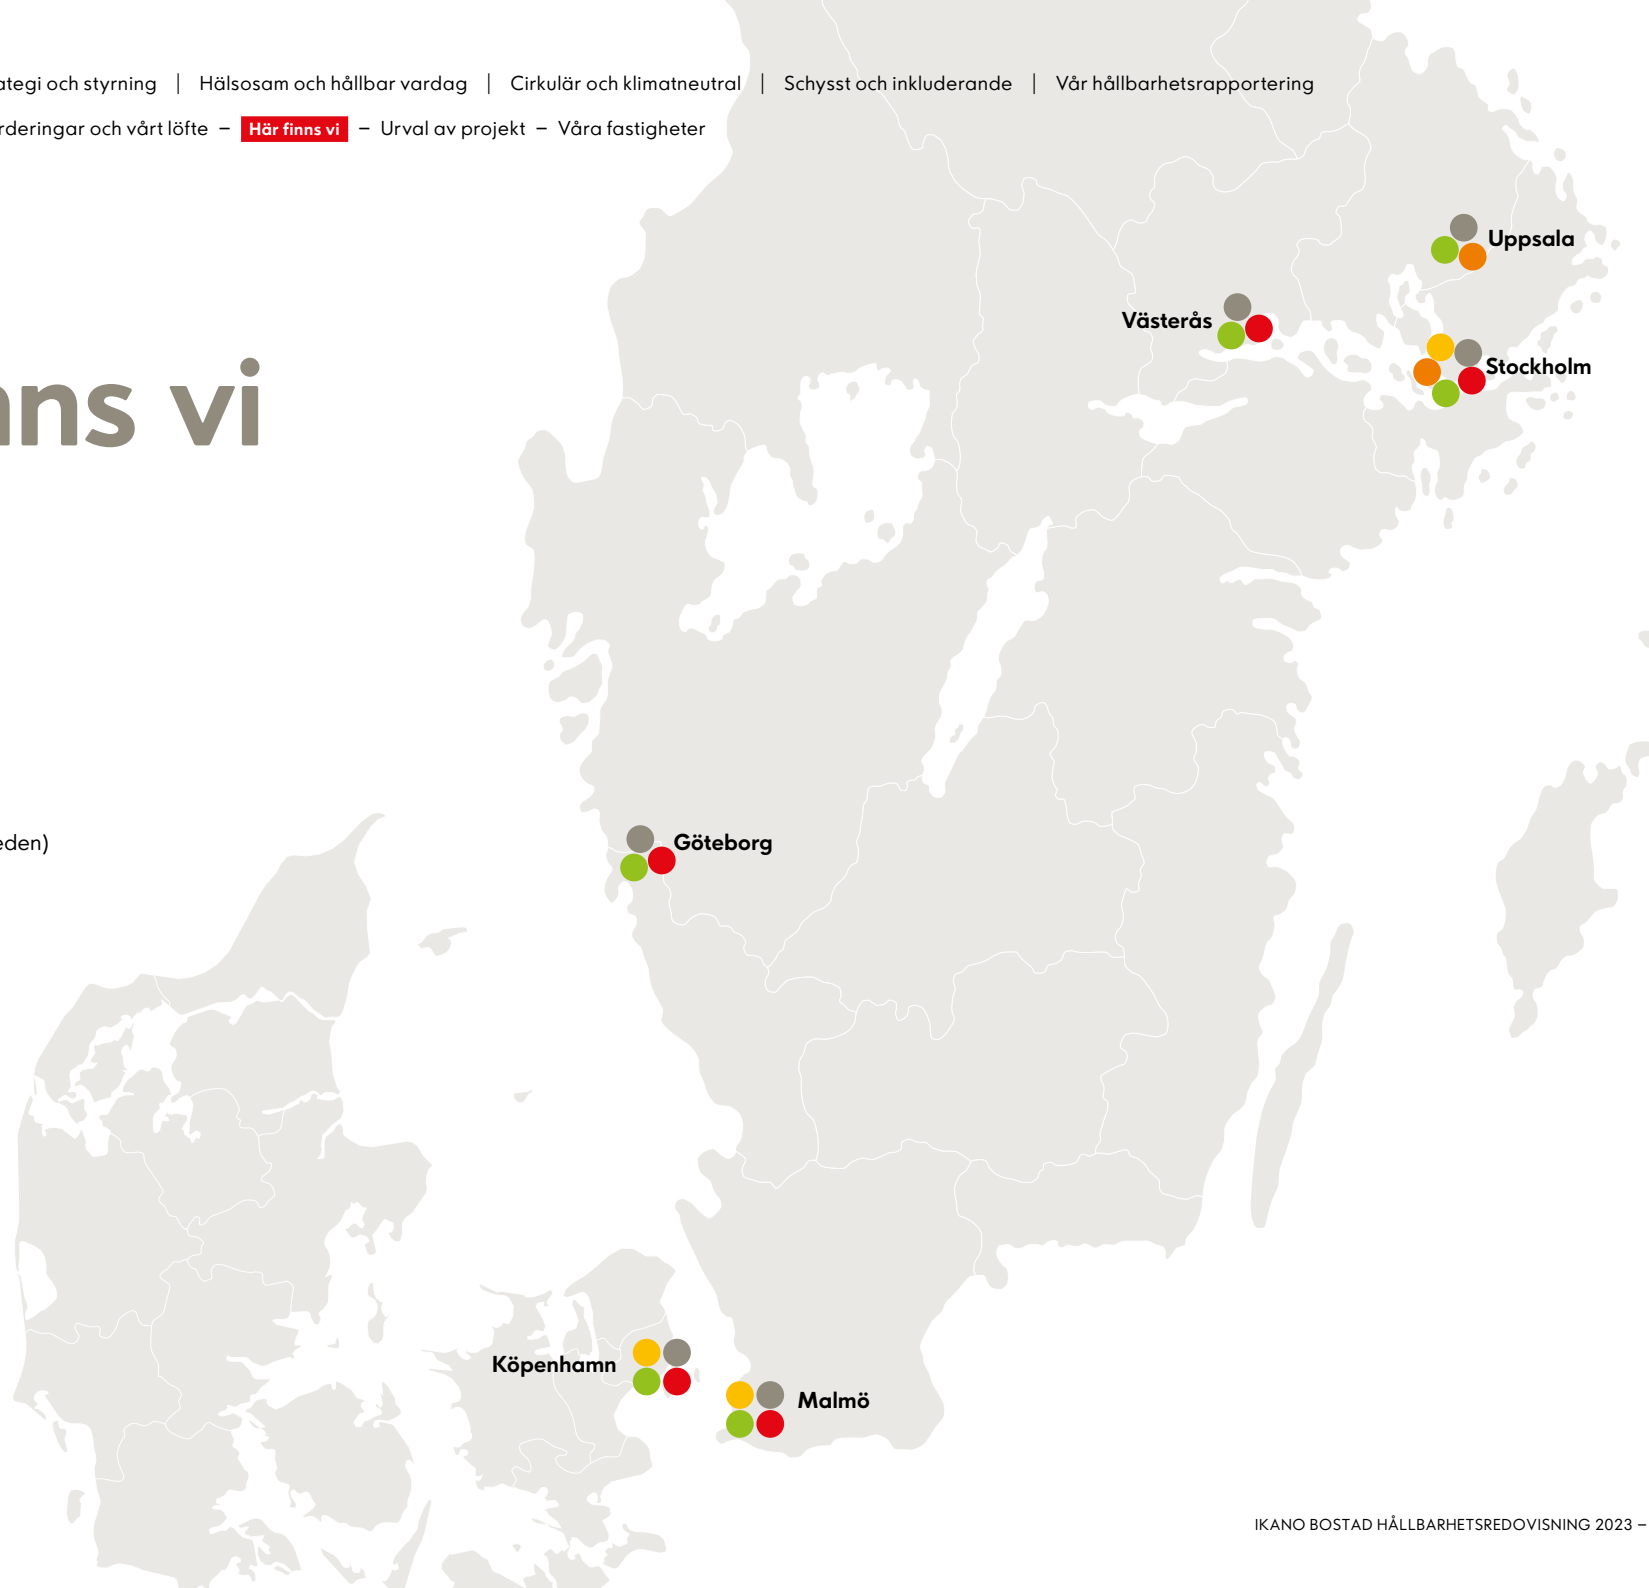 ategi och styrning | Hälsosam och hållbar vardag | Cirkulär och klimatneutral | Schysst och inkluderande | Vår hållbarhetsrapportering
rderingar och vårt löfte – Här finns vi – Urval av projekt – Våra fastigheter
Uppsala
Västerås
nns vi
Stockholm
Göteborg
eden)
Köpenhamn
Malmö
IKANO BOSTAD HÅLLBARHETSREDOVISNING 2023 –